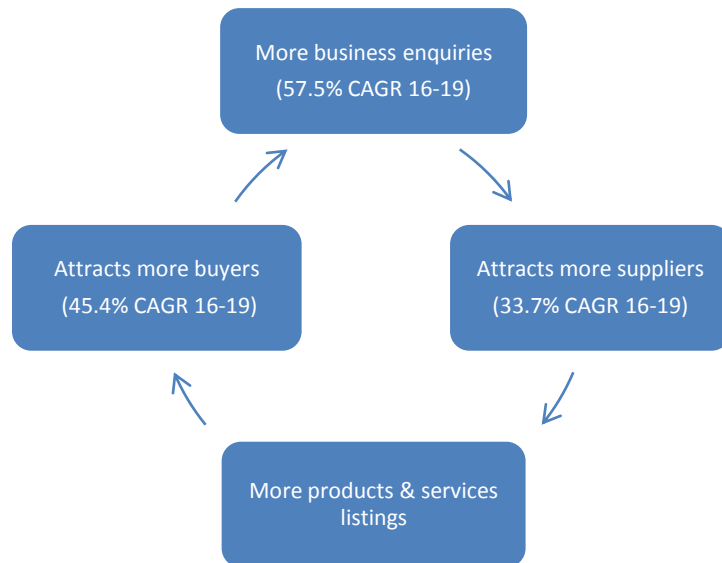 More business enquiries
(57.5% CAGR 16-19)
Attracts more buyers
(45.4% CAGR 16-19)
Attracts more suppliers
(33.7% CAGR 16-19)
More products & services
listings